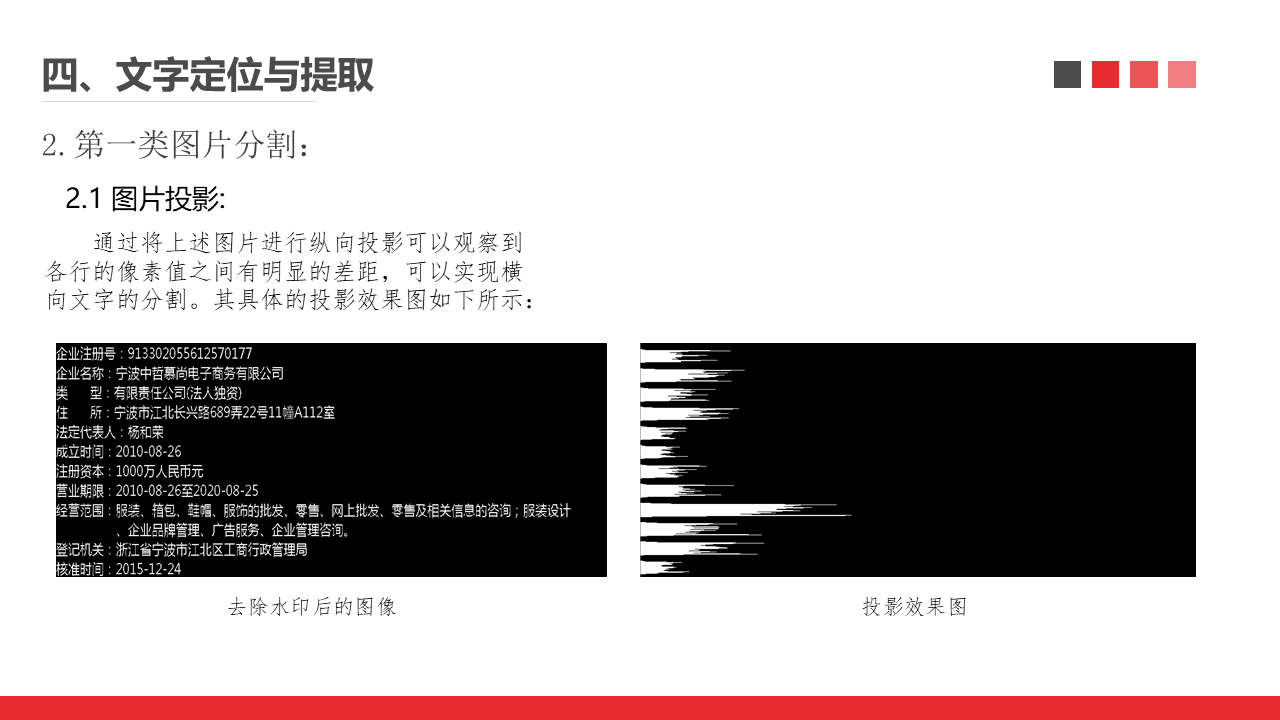 四、文字定位与提取
2.第一类图片分割：
2.1 图片投影:
通过将上述图片进行纵向投影可以观察到
各行的像素值之间有明显的差距，可以实现横
向文字的分割。其具体的投影效果图如下所示：
企业注册号：913302055612570177
企业名称：宁波中哲慕尚电子商务有限公司
类 型：有限责任公司(法人独资)
住 所：宁波市江北长兴路689弄22号11幢A112室
法定代表人：杨和荣
成立时间：2010-08-26
注册资本：1000万人民币元
营业期限：2010-08-26至2020-08-25
经营范围：服装、箱包、鞋帽、服饰的批发、零售、网上批发、零售及相关信息的咨询；服装设计
、企业品牌管理、广告服务、企业管理咨询。
登记机关：浙江省宁波市江北区工商行政管理局
核准时间：2015-12-24
去除水印后的图像
投影效果图